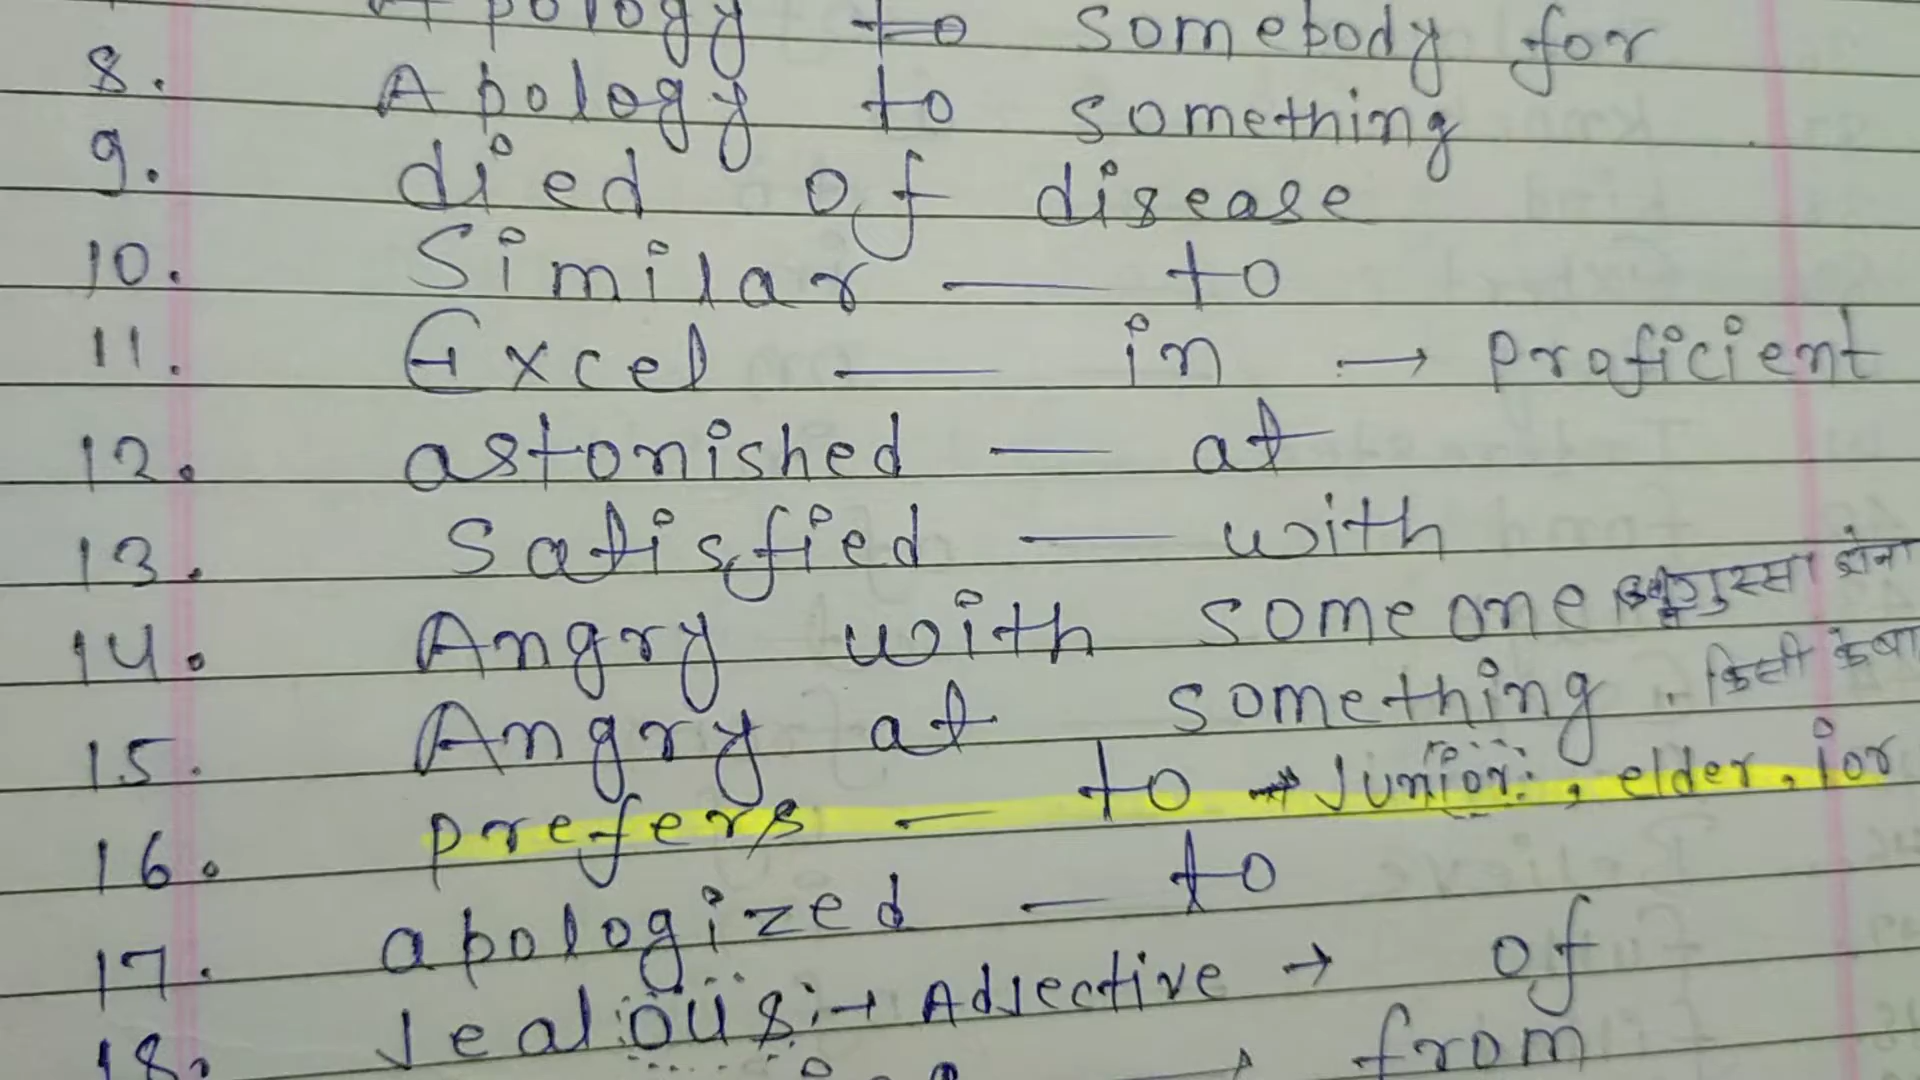 Apology to somebody for
8. Apology to something
9. died of disease
10. Similar — to
11. Excel — in → Proficient
12. astonished — at
13. Satisfied — with
14. Angry with someone गुस्सा होना
15. Angry at something. किसी के
16. prefers — to → Junior, elder, ior
17. apologized — to
18. Jealous → Adjective → of
→ from